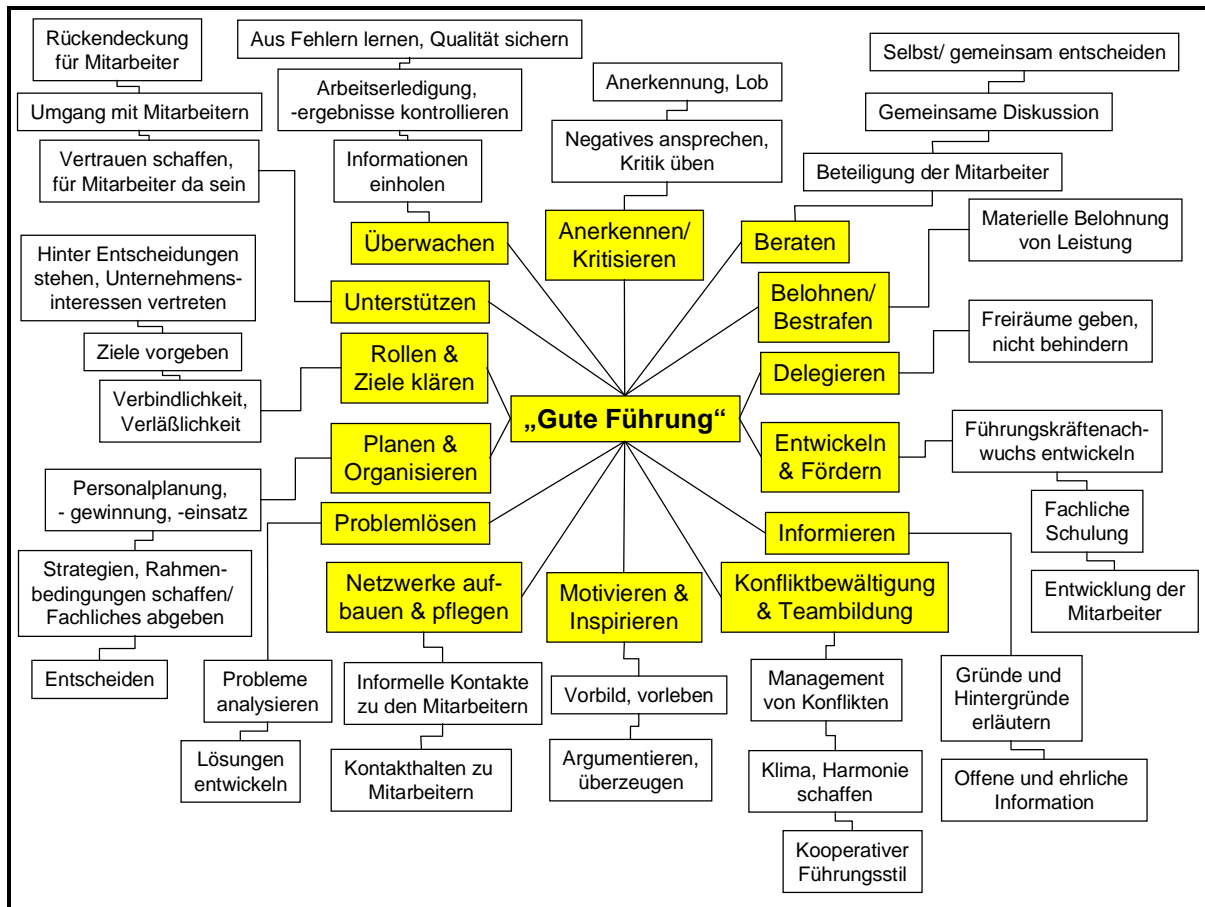 Rückendeckung
für Mitarbeiter
Umgang mit Mitarbeitern
Vertrauen schaffen,
für Mitarbeiter da sein
Aus Fehlern lernen, Qualität sichern
Arbeitserledigung,
-ergebnisse kontrollieren
Informationen
einholen
Überwachen
Anerkennung, Lob
Negatives ansprechen,
Kritik üben
Anerkennen/
Kritisieren
Selbst/ gemeinsam entscheiden
Gemeinsame Diskussion
Beteiligung der Mitarbeiter
Beraten
Materielle Belohnung
von Leistung
Belohnen/
Bestrafen
Hinter Entscheidungen
stehen, Unternehmens-
interessen vertreten
Ziele vorgeben
Verbindlichkeit,
Verläßlichkeit
Unterstützen
Rollen &
Ziele klären
Freiräume geben,
nicht behindern
Delegieren
„Gute Führung“
Planen &
Organisieren
Entwickeln
& Fördern
Führungskräftenach-
wuchs entwickeln
Fachliche
Schulung
Entwicklung der
Mitarbeiter
Personalplanung,
- gewinnung, -einsatz
Strategien, Rahmen-
bedingungen schaffen/
Fachliches abgeben
Entscheiden
Problemlösen
Probleme
analysieren
Lösungen
entwickeln
Netzwerke auf-
bauen & pflegen
Informelle Kontakte
zu den Mitarbeitern
Kontakthalten zu
Mitarbeitern
Motivieren &
Inspirieren
Vorbild, vorleben
Argumentieren,
überzeugen
Konfliktbewältigung
& Teambildung
Management
von Konflikten
Klima, Harmonie
schaffen
Kooperativer
Führungsstil
Informieren
Gründe und
Hintergründe
erläutern
Offene und ehrliche
Information